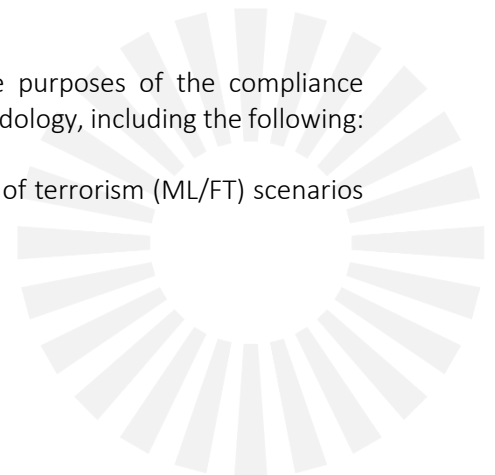 purposes of the compliance
dology, including the following:
of terrorism (ML/FT) scenarios